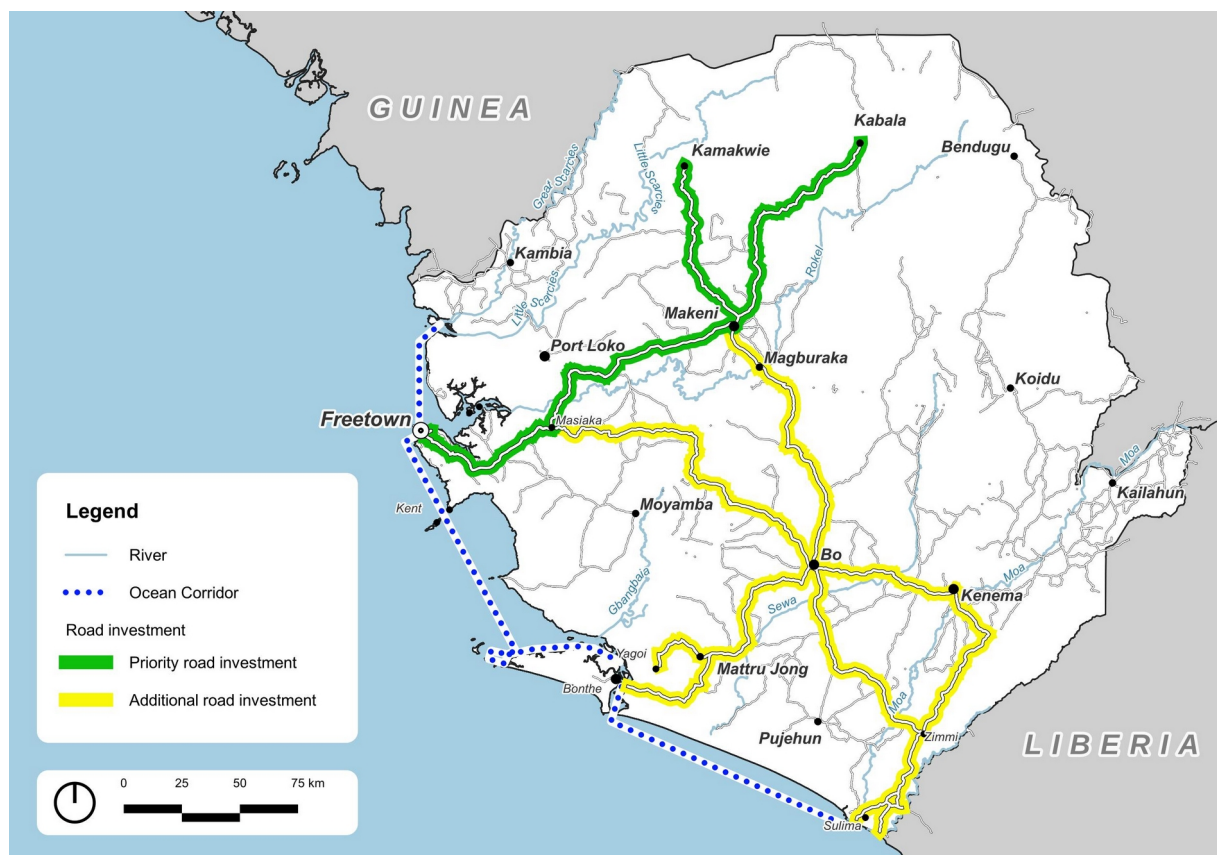 GUINEA
Kabala
Kamakwie
Bendugu
Little Scarcies
Great Scarcies
Kambia
Rokel
Little Scarcies
Makeni
Port Loko
Magburaka
Koidu
Freetown
Masiaka
Moa
Kailahun
Kent
Moyamba
Bo
Gbangbaia
Sewa
Moa
Kenema
Yagoi
Mattru Jong
Bonthe
Moa
Pujehun
Zimmi
LIBERIA
Sulima
Legend
River
Ocean Corridor
Road investment
Priority road investment
Additional road investment
0 25 50 75 km